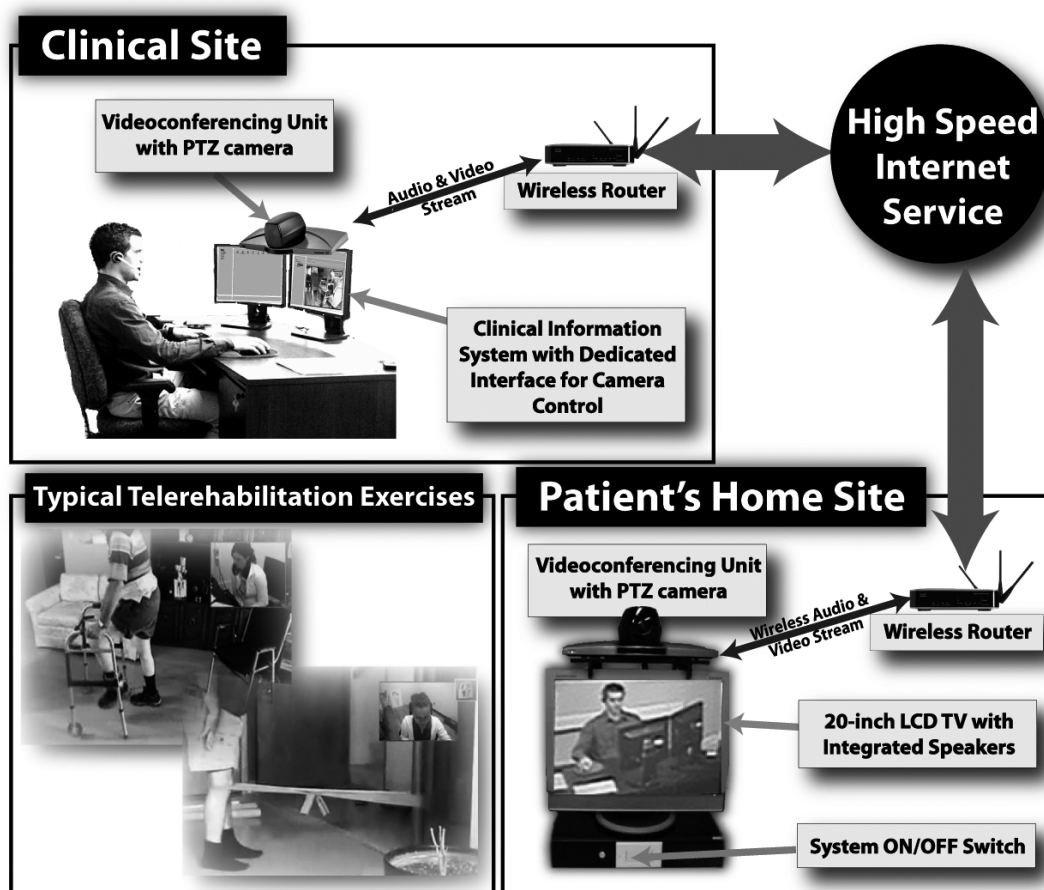 Clinical Site
Videoconferencing Unit
with PTZ camera
Audio & Video
Stream
Wireless Router
High Speed
Internet
Service
Clinical Information
System with Dedicated
Interface for Camera
Control
Typical Telerehabilitation Exercises
Patient's Home Site
Videoconferencing Unit
with PTZ camera
Wireless Audio &
Video Stream
Wireless Router
20-inch LCD TV with
Integrated Speakers
System ON/OFF Switch